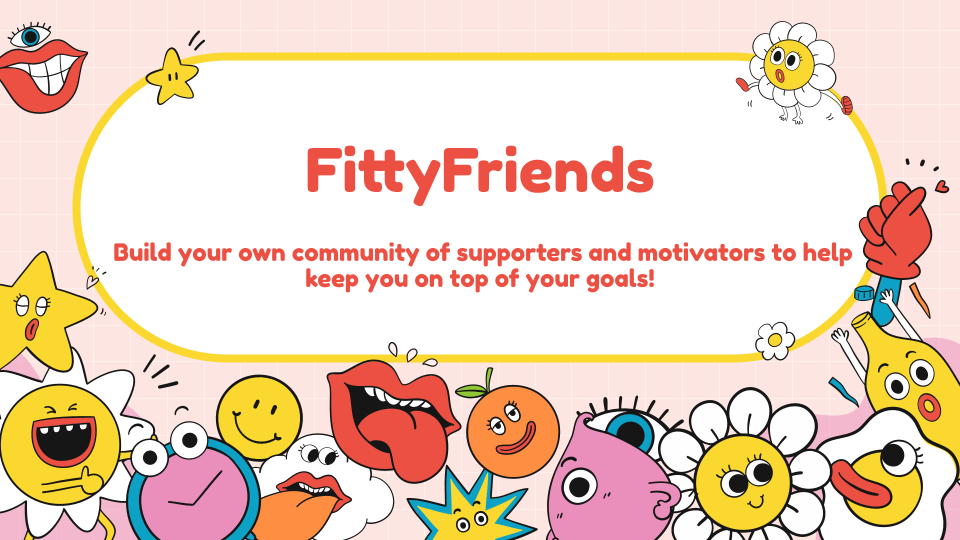 FittyFriends
Build your own community of supporters and motivators to help
keep you on top of your goals!